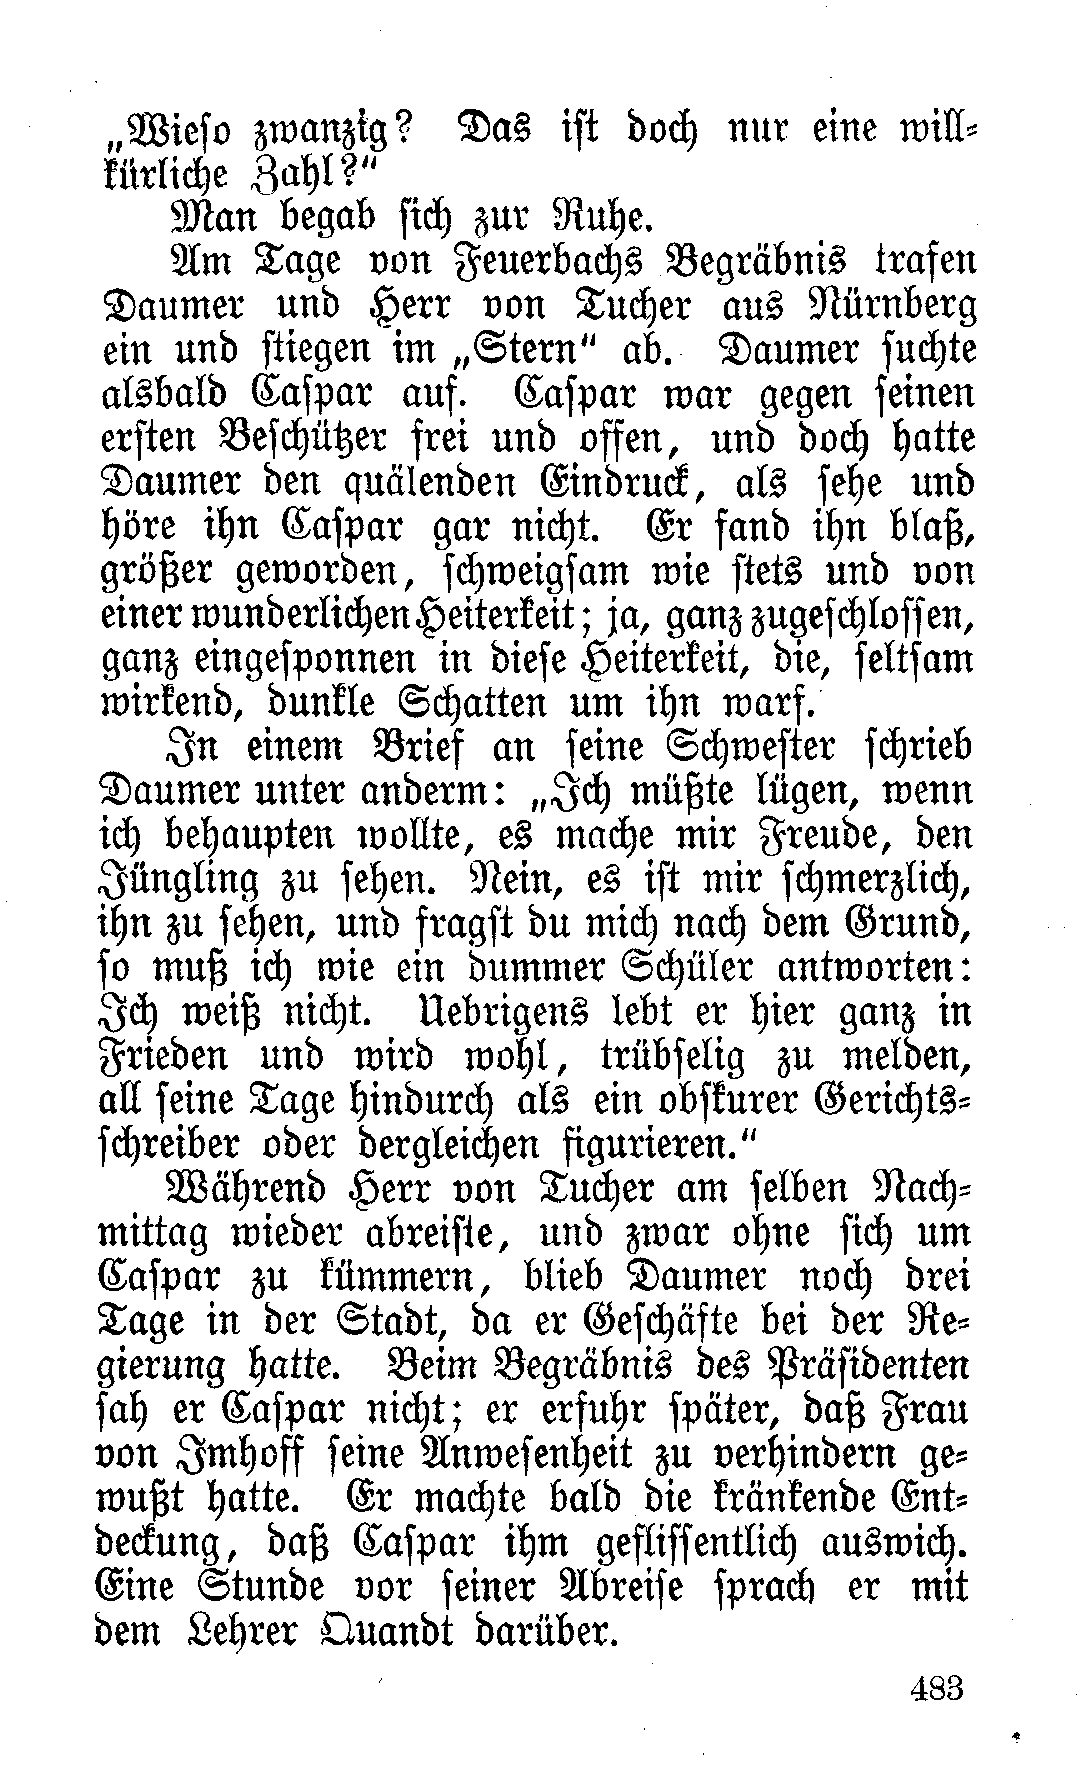 „Wieso zwanzig? Das ist doch nur eine will-
kürliche Zahl?"
Man begab sich zur Ruhe.
Am Tage von Feuerbachs Begräbnis trafen
Daumer und Herr von Tucher aus Nürnberg
ein und stiegen im „Stern" ab. Daumer suchte
alsbald Caspar auf. Caspar war gegen seinen
ersten Beschützer frei und offen, und doch hatte
Daumer den quälenden Eindruck, als sehe und
höre ihn Caspar gar nicht. Er fand ihn blaß,
größer geworden, schweigsam wie stets und von
einer wunderlichen Heiterkeit; ja, ganz zugeschlossen,
ganz eingesponnen in diese Heiterkeit, die, seltsam
wirkend, dunkle Schatten um ihn warf.
In einem Brief an seine Schwester schrieb
Daumer unter anderm: „Ich müßte lügen, wenn
ich behaupten wollte, es mache mir Freude, den
Jüngling zu sehen. Nein, es ist mir schmerzlich,
ihn zu sehen, und fragst du mich nach dem Grund,
so muß ich wie ein dummer Schüler antworten:
Ich weiß nicht. Uebrigens lebt er hier ganz in
Frieden und wird wohl, trübselig zu melden,
all seine Tage hindurch als ein obskurer Gerichts-
schreiber oder dergleichen figurieren."
Während Herr von Tucher am selben Nach-
mittag wieder abreiste, und zwar ohne sich um
Caspar zu kümmern, blieb Daumer noch drei
Tage in der Stadt, da er Geschäfte bei der Re-
gierung hatte. Beim Begräbnis des Präsidenten
sah er Caspar nicht; er erfuhr später, daß Frau
von Imhoff seine Anwesenheit zu verhindern ge-
wußt hatte. Er machte bald die kränkende Ent-
deckung, daß Caspar ihm geflissentlich auswich.
Eine Stunde vor seiner Abreise sprach er mit
dem Lehrer Quandt darüber.
483